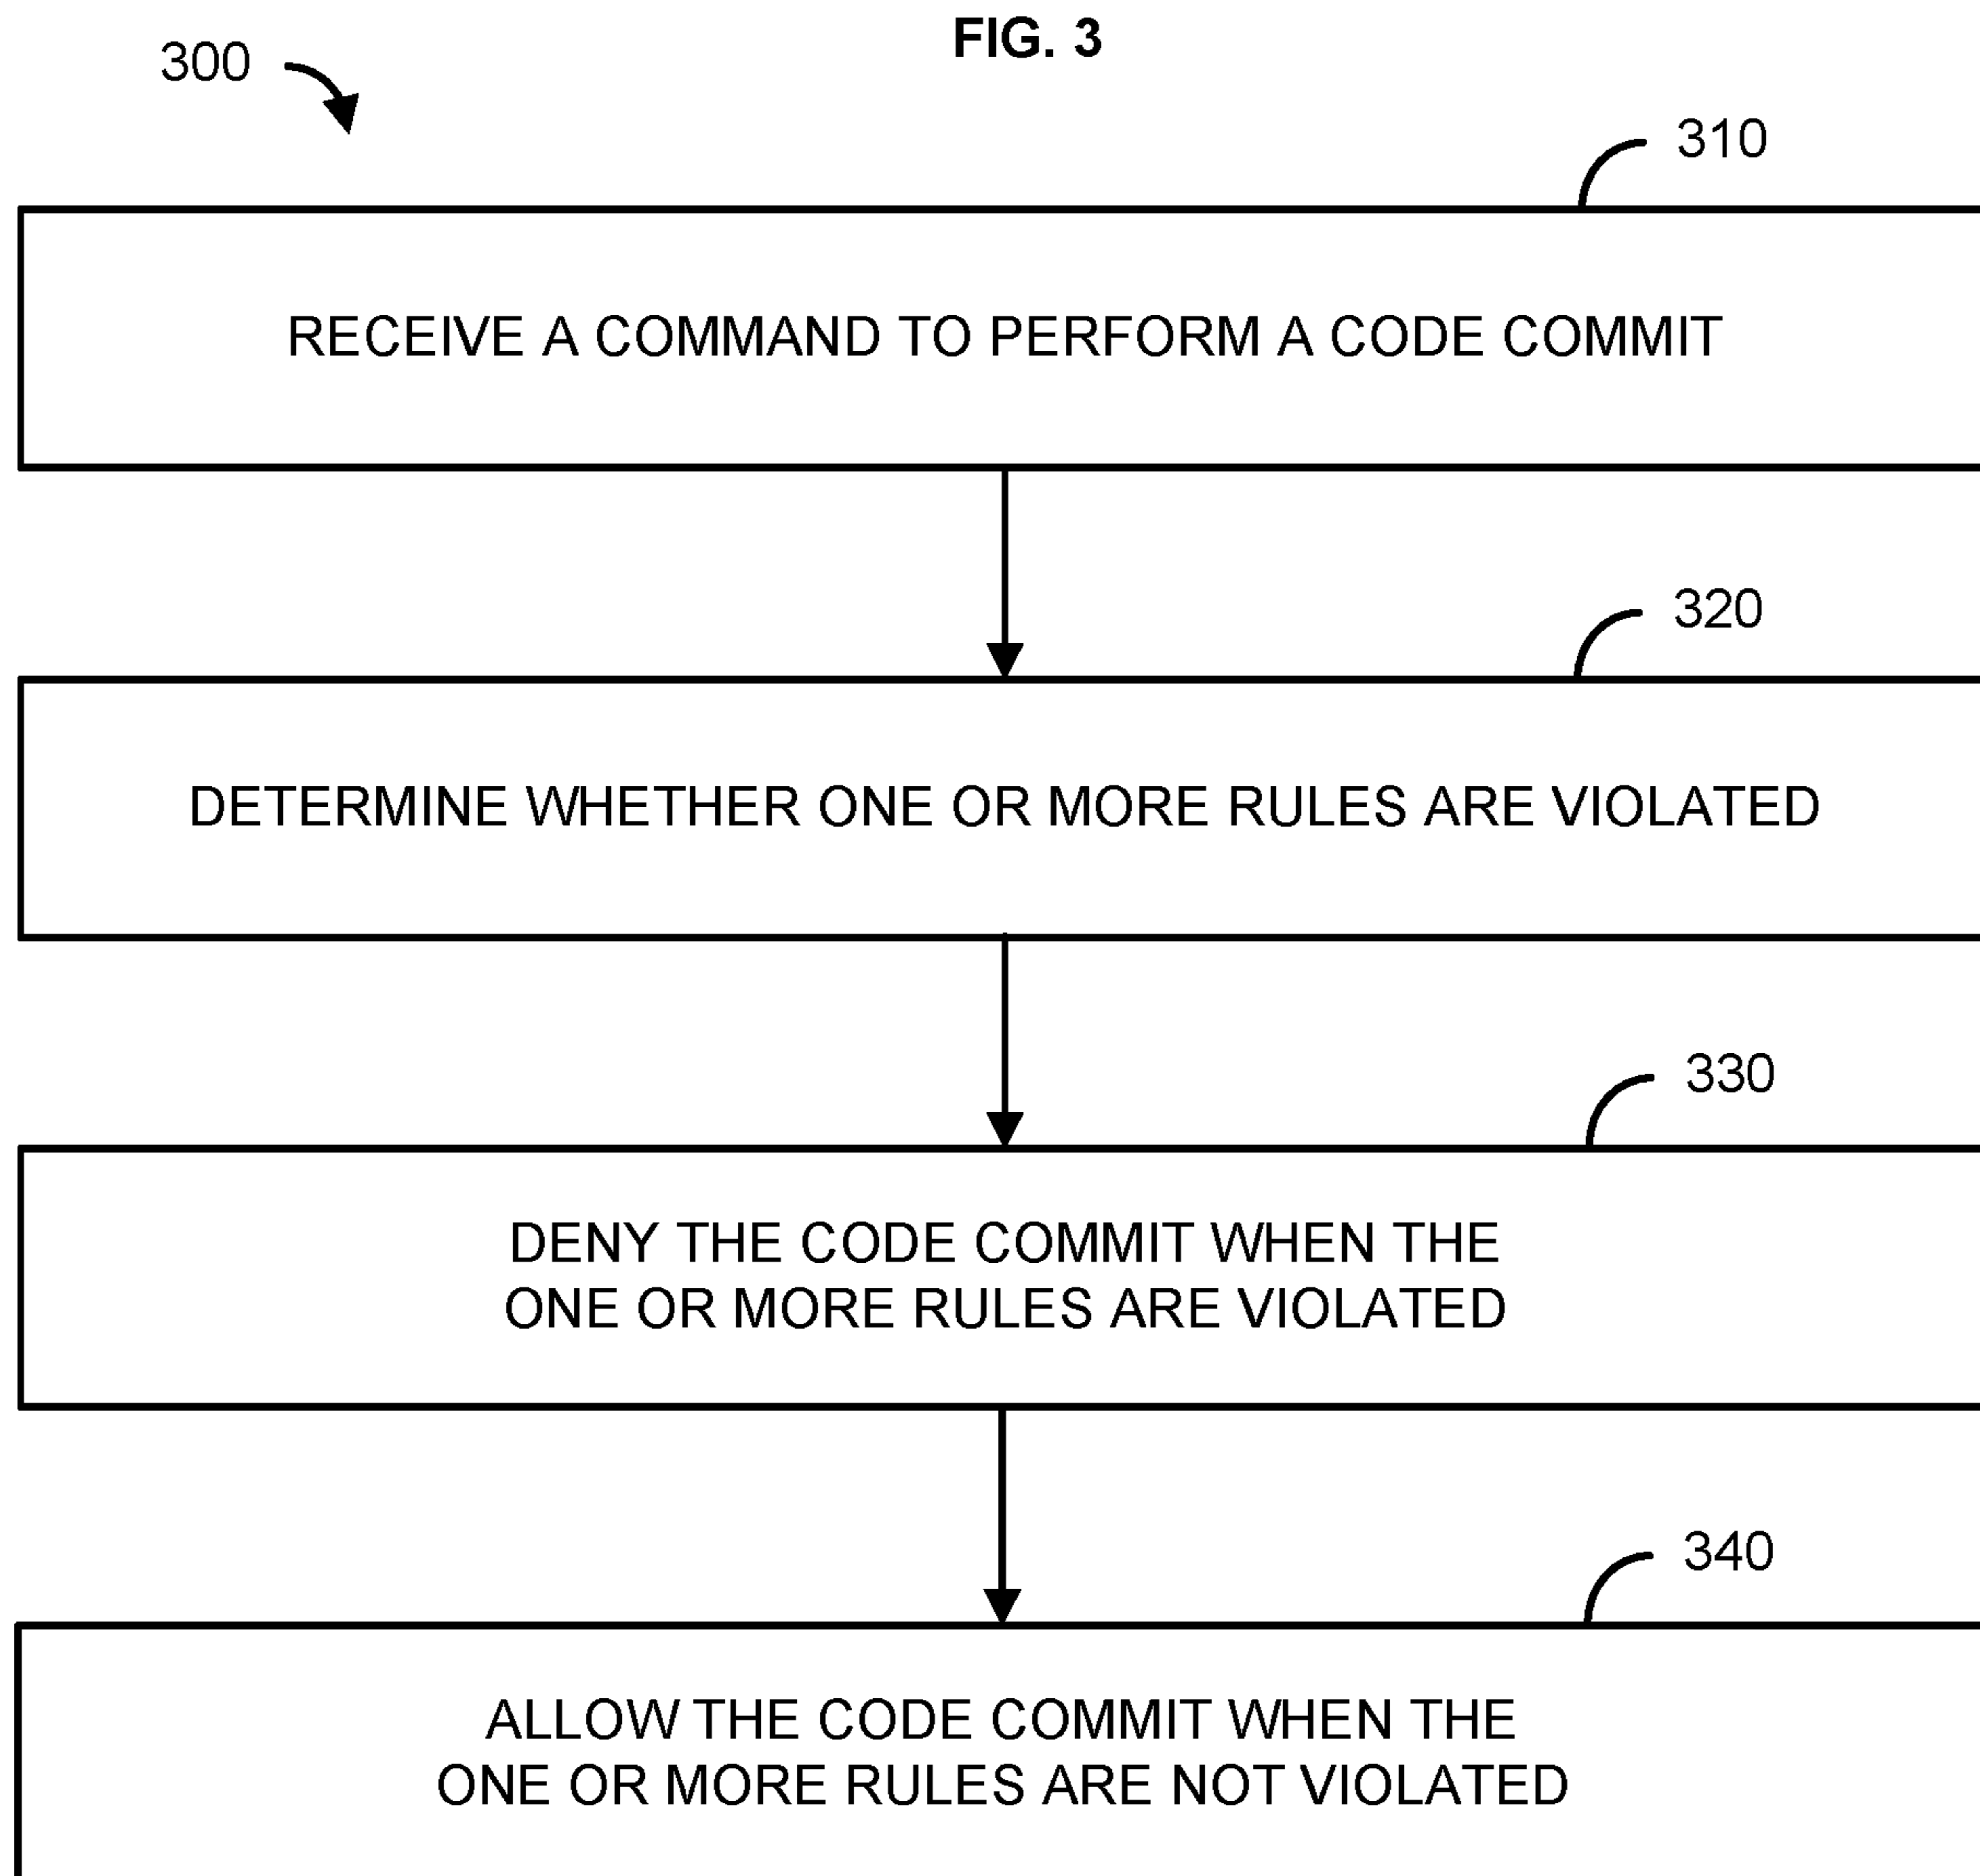 FIG. 3
300
310
RECEIVE A COMMAND TO PERFORM A CODE COMMIT
320
DETERMINE WHETHER ONE OR MORE RULES ARE VIOLATED
330
DENY THE CODE COMMIT WHEN THE
ONE OR MORE RULES ARE VIOLATED
340
ALLOW THE CODE COMMIT WHEN THE
ONE OR MORE RULES ARE NOT VIOLATED